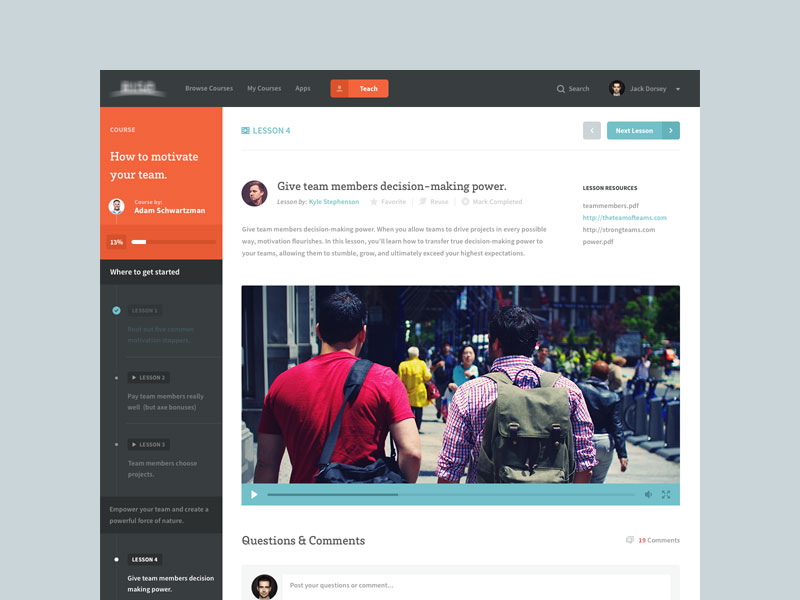 Browse Courses
My Courses
Apps
Teach
Search
Jack Dorsey
COURSE
How to motivate
your team.
Course by:
Adam Schwartzman
13%
Where to get started
LESSON 1
Root out five common
motivation stappers.
LESSON 2
Pay team members really
well (but axe bonuses)
LESSON 3
Team members choose
projects.
Empower your team and create a
powerful force of nature.
LESSON 4
Give team members decision
making power.
LESSON 4
Next Lesson
Give team members decision-making power.
Lesson by: Kyle Stephenson
Favorite
Reuse
Mark Completed
Give team members decision-making power. When you allow teams to drive projects in every possible
way, motivation flourishes. In this lesson, you'll learn how to transfer true decision-making power to
your teams, allowing them to stumble, grow, and ultimately exceed your highest expectations.
LESSON RESOURCES
teammembers.pdf
http://theteamofteams.com
http://strongteams.com
power.pdf
Questions & Comments
19 Comments
Post your questions or comment...